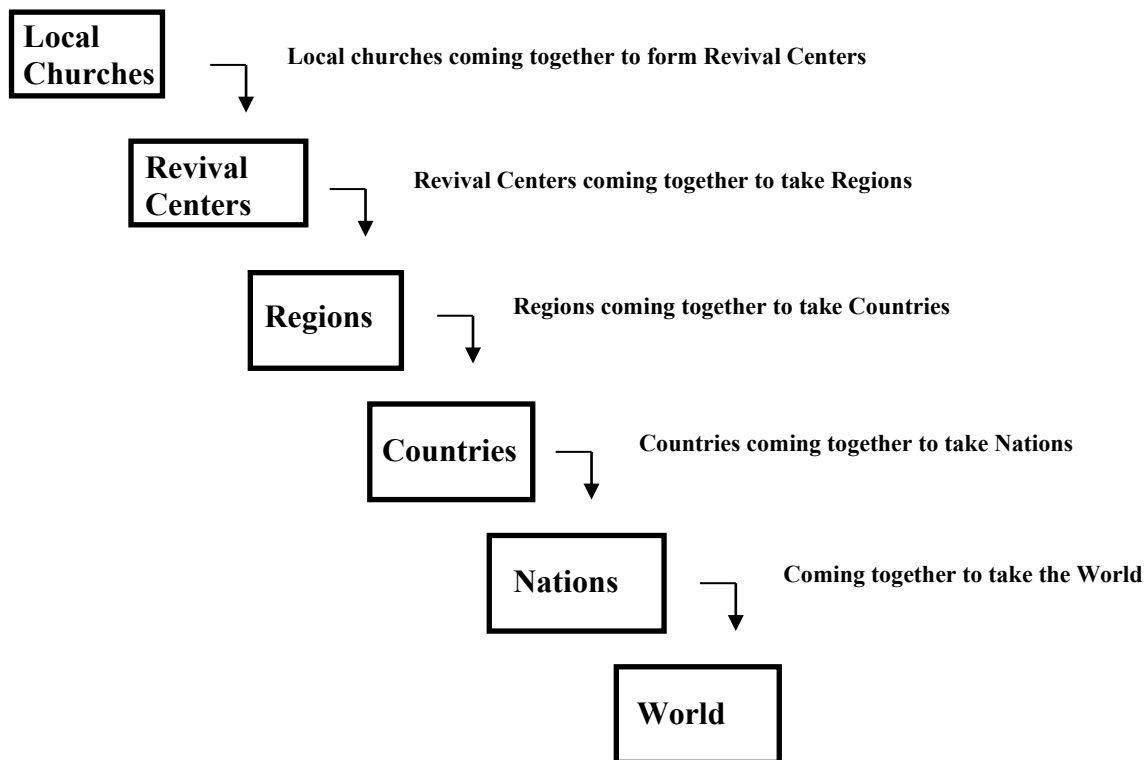 Local
Churches
Local churches coming together to form Revival Centers
Revival
Centers
Revival Centers coming together to take Regions
Regions
Regions coming together to take Countries
Countries
Countries coming together to take Nations
Nations
Coming together to take the World
World